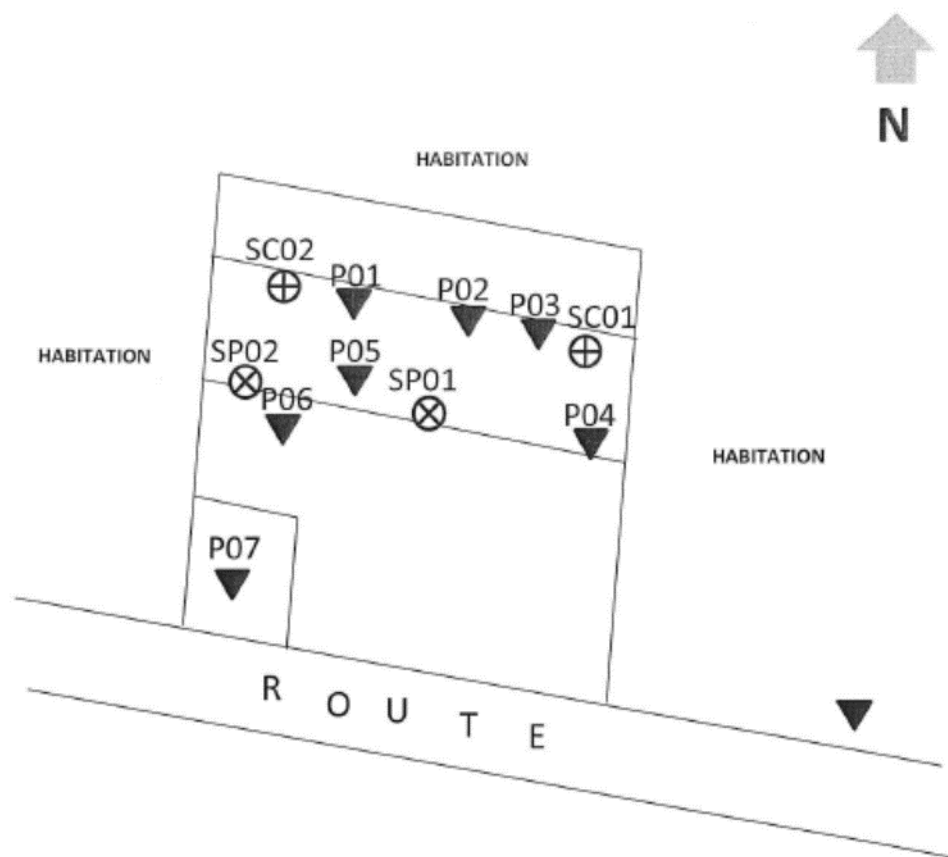 N
HABITATION
SC02
P01
P02
P03
SC01
HABITATION
SP02
P05
SP01
P06
P04
HABITATION
P07
R O U T E